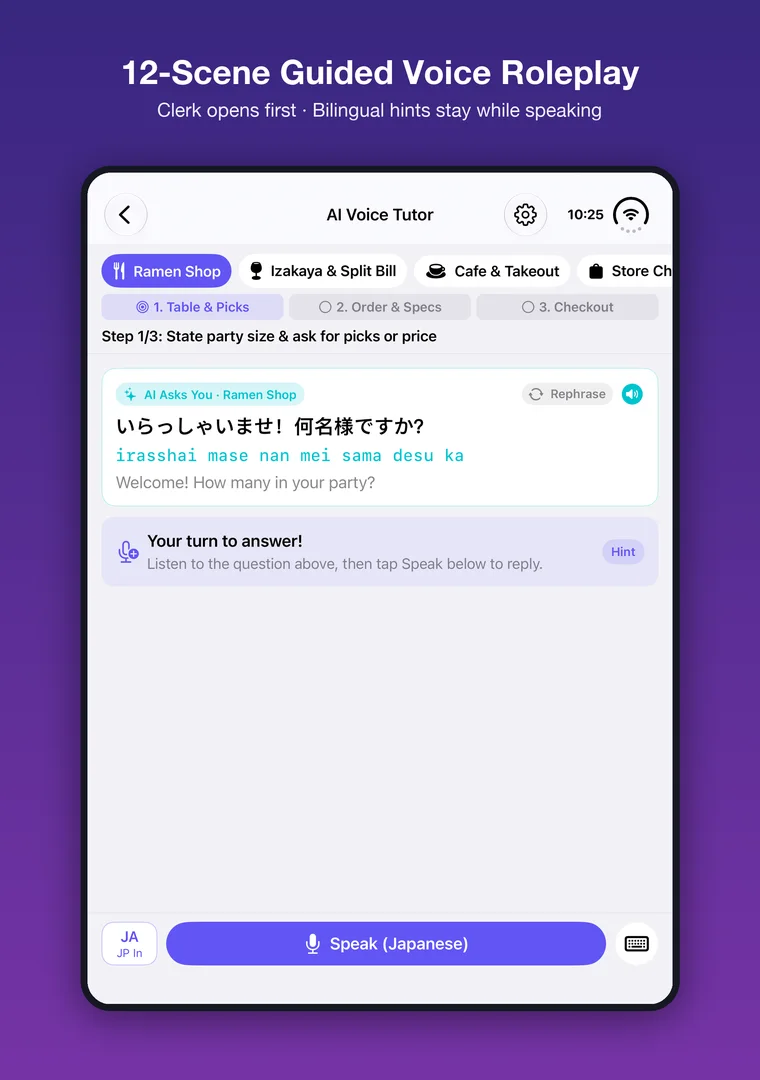 12-Scene Guided Voice Roleplay
Clerk opens first · Bilingual hints stay while speaking
AI Voice Tutor
10:25
Ramen Shop
Izakaya & Split Bill
Cafe & Takeout
Store Ch
1. Table & Picks
2. Order & Specs
3. Checkout
Step 1/3: State party size & ask for picks or price
AI Asks You · Ramen Shop
Rephrase
いらっしゃいませ！何名様ですか？
irasshai mase nan mei sama desu ka
Welcome! How many in your party?
Your turn to answer!
Listen to the question above, then tap Speak below to reply.
Hint
JA
JP In
Speak (Japanese)